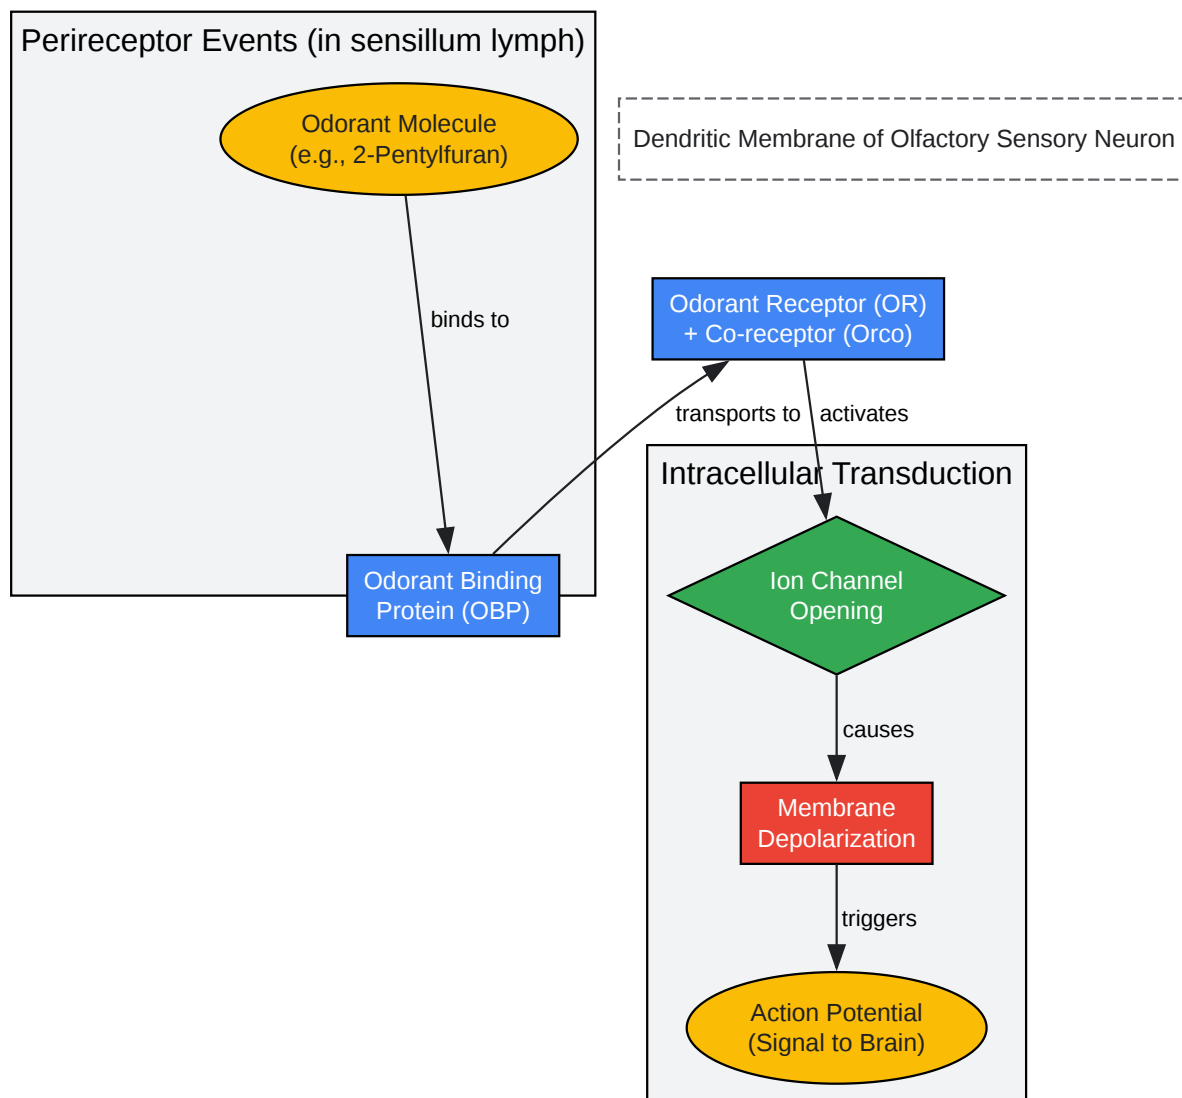 Perireceptor Events (in sensillum lymph)
Odorant Molecule
(e.g., 2-Pentylfuran)
Dendritic Membrane of Olfactory Sensory Neuron
binds to
Odorant Receptor (OR)
+ Co-receptor (Orco)
transports to
activates
Intracellular Transduction
Odorant Binding
Protein (OBP)
Ion Channel
Opening
causes
Membrane
Depolarization
triggers
Action Potential
(Signal to Brain)